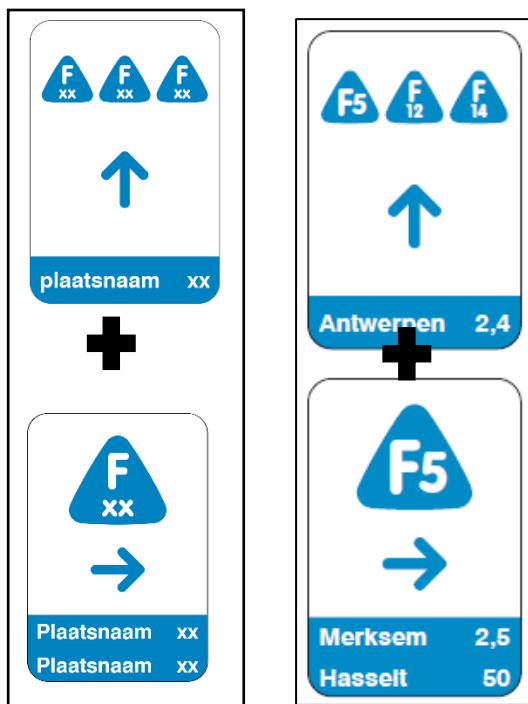 F xx F xx F xx
plaatsnaam xx
F xx
Plaatsnaam xx
Plaatsnaam xx
F5 F 12 F 14
Antwerpen 2,4
F5
Merksem 2,5
Hasselt 50